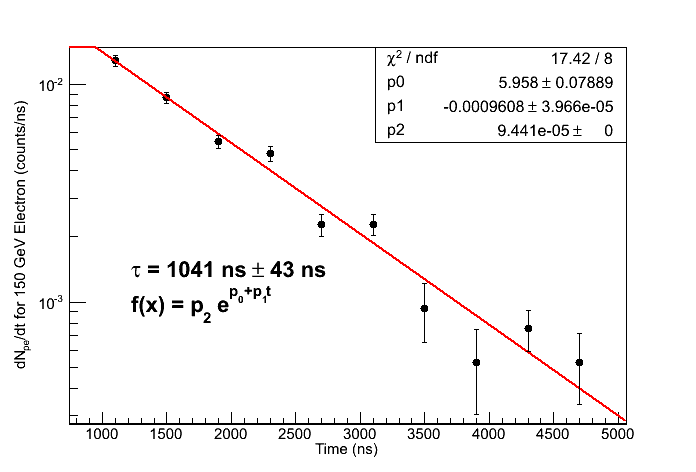 χ² / ndf 17.42 / 8
p0 5.958 ± 0.07889
p1 -0.0009608 ± 3.966e-05
p2 9.441e-05 ± 0
10⁻²
10⁻³
dNpe/dt for 150 GeV Electron (counts/ns)
τ = 1041 ns ± 43 ns
f(x) = p₂ e^(p₀+p₁t)
1000 1500 2000 2500 3000 3500 4000 4500 5000
Time (ns)